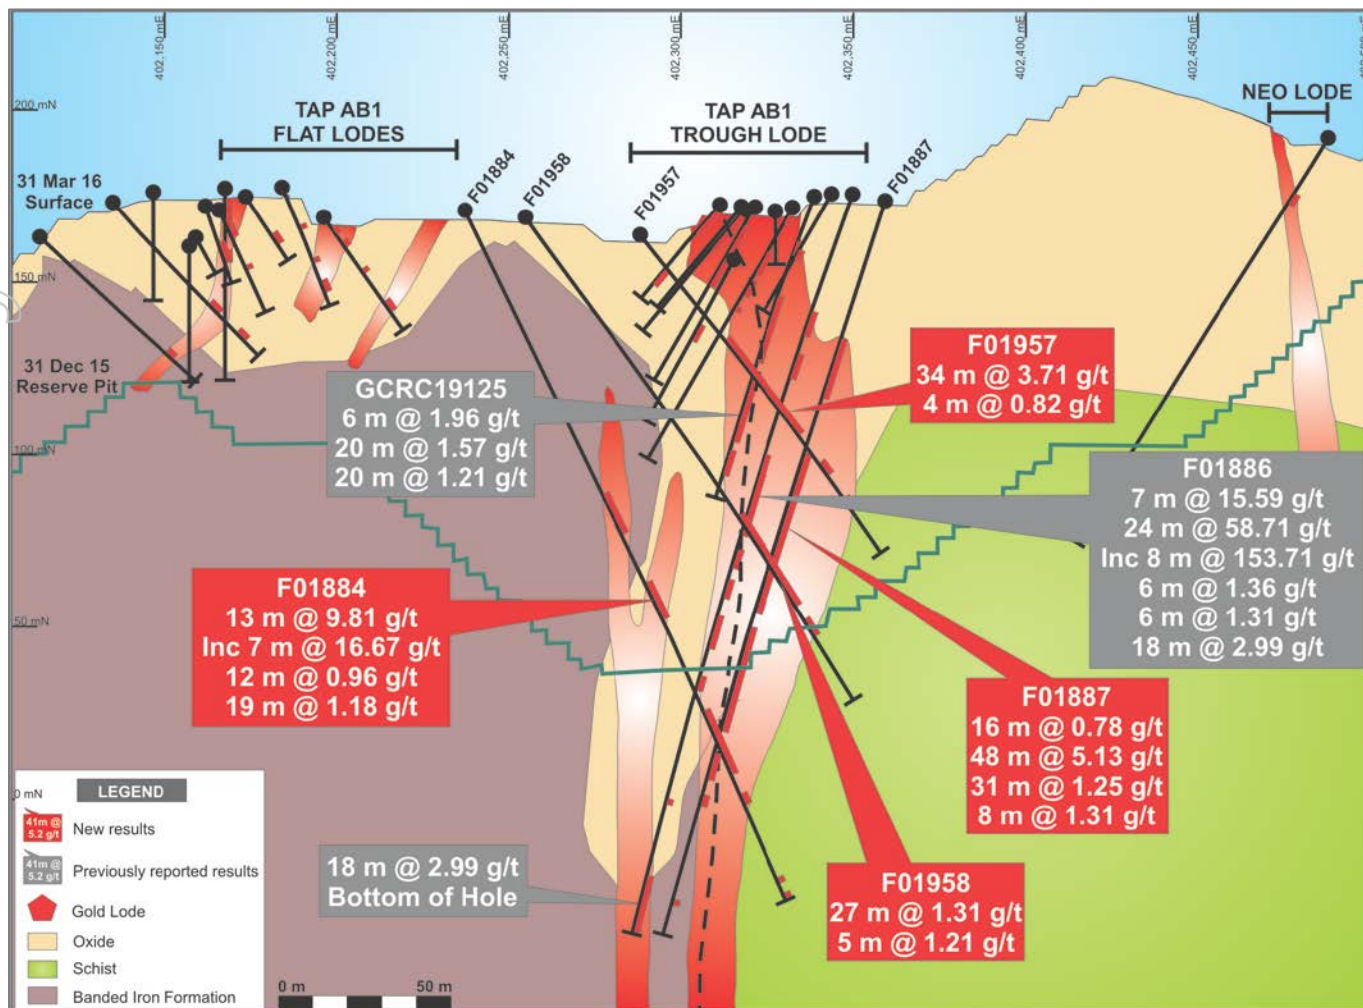 402,150 mE
402,200 mE
402,250 mE
402,300 mE
402,350 mE
402,400 mE
402,450 mE
200 mN
150 mN
100 mN
50 mN
0 mN
TAP AB1
FLAT LODES
TAP AB1
TROUGH LODE
NEO LODE
31 Mar 16
Surface
31 Dec 15
Reserve Pit
F01884
F01958
F01957
F01887
GCRC19125
6 m @ 1.96 g/t
20 m @ 1.57 g/t
20 m @ 1.21 g/t
F01957
34 m @ 3.71 g/t
4 m @ 0.82 g/t
F01886
7 m @ 15.59 g/t
24 m @ 58.71 g/t
Inc 8 m @ 153.71 g/t
6 m @ 1.36 g/t
6 m @ 1.31 g/t
18 m @ 2.99 g/t
F01884
13 m @ 9.81 g/t
Inc 7 m @ 16.67 g/t
12 m @ 0.96 g/t
19 m @ 1.18 g/t
F01887
16 m @ 0.78 g/t
48 m @ 5.13 g/t
31 m @ 1.25 g/t
8 m @ 1.31 g/t
18 m @ 2.99 g/t
Bottom of Hole
F01958
27 m @ 1.31 g/t
5 m @ 1.21 g/t
LEGEND
41m @
5.2 g/t
New results
41m @
5.2 g/t
Previously reported results
Gold Lode
Oxide
Schist
Banded Iron Formation
0 m
50 m